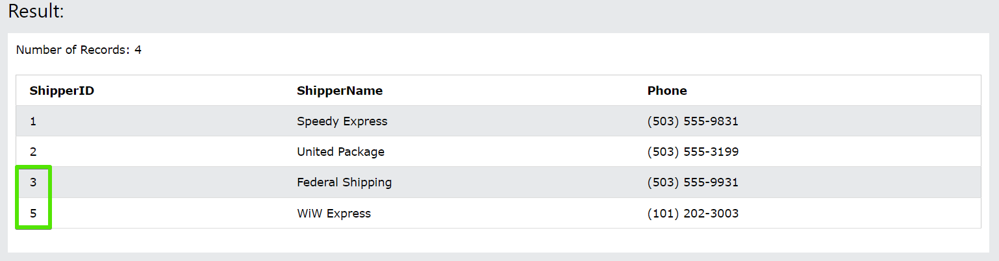 Result:
Number of Records: 4
ShipperID ShipperName Phone
1 Speedy Express (503) 555-9831
2 United Package (503) 555-3199
3 Federal Shipping (503) 555-9931
5 WiW Express (101) 202-3003